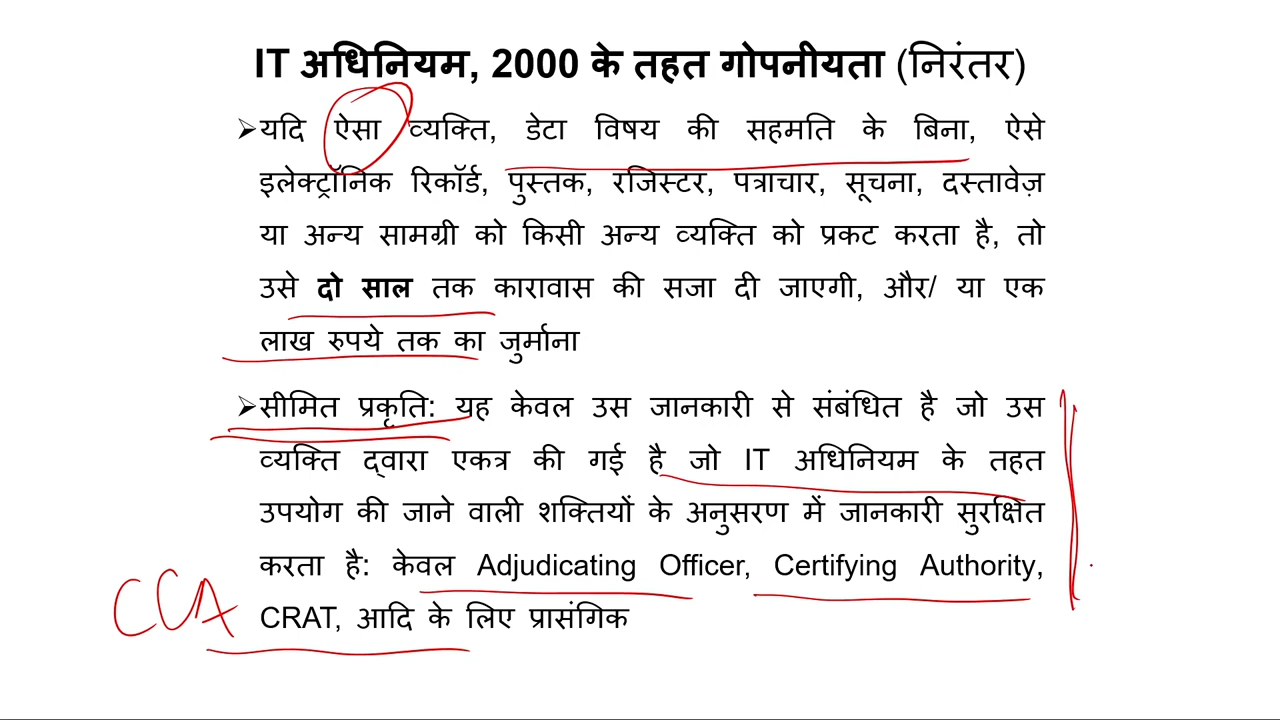 IT अधिनियम, 2000 के तहत गोपनीयता (निरंतर)
➢यदि ऐसा व्यक्ति, डेटा विषय की सहमति के बिना, ऐसे
इलेक्ट्रॉनिक रिकॉर्ड, पुस्तक, रजिस्टर, पत्राचार, सूचना, दस्तावेज़
या अन्य सामग्री को किसी अन्य व्यक्ति को प्रकट करता है, तो
उसे दो साल तक कारावास की सजा दी जाएगी, और/ या एक
लाख रुपये तक का जुर्माना
➢सीमित प्रकृति: यह केवल उस जानकारी से संबंधित है जो उस
व्यक्ति द्वारा एकत्र की गई है जो IT अधिनियम के तहत
उपयोग की जाने वाली शक्तियों के अनुसरण में जानकारी सुरक्षित
करता है: केवल Adjudicating Officer, Certifying Authority,
CCA
CRAT, आदि के लिए प्रासंगिक